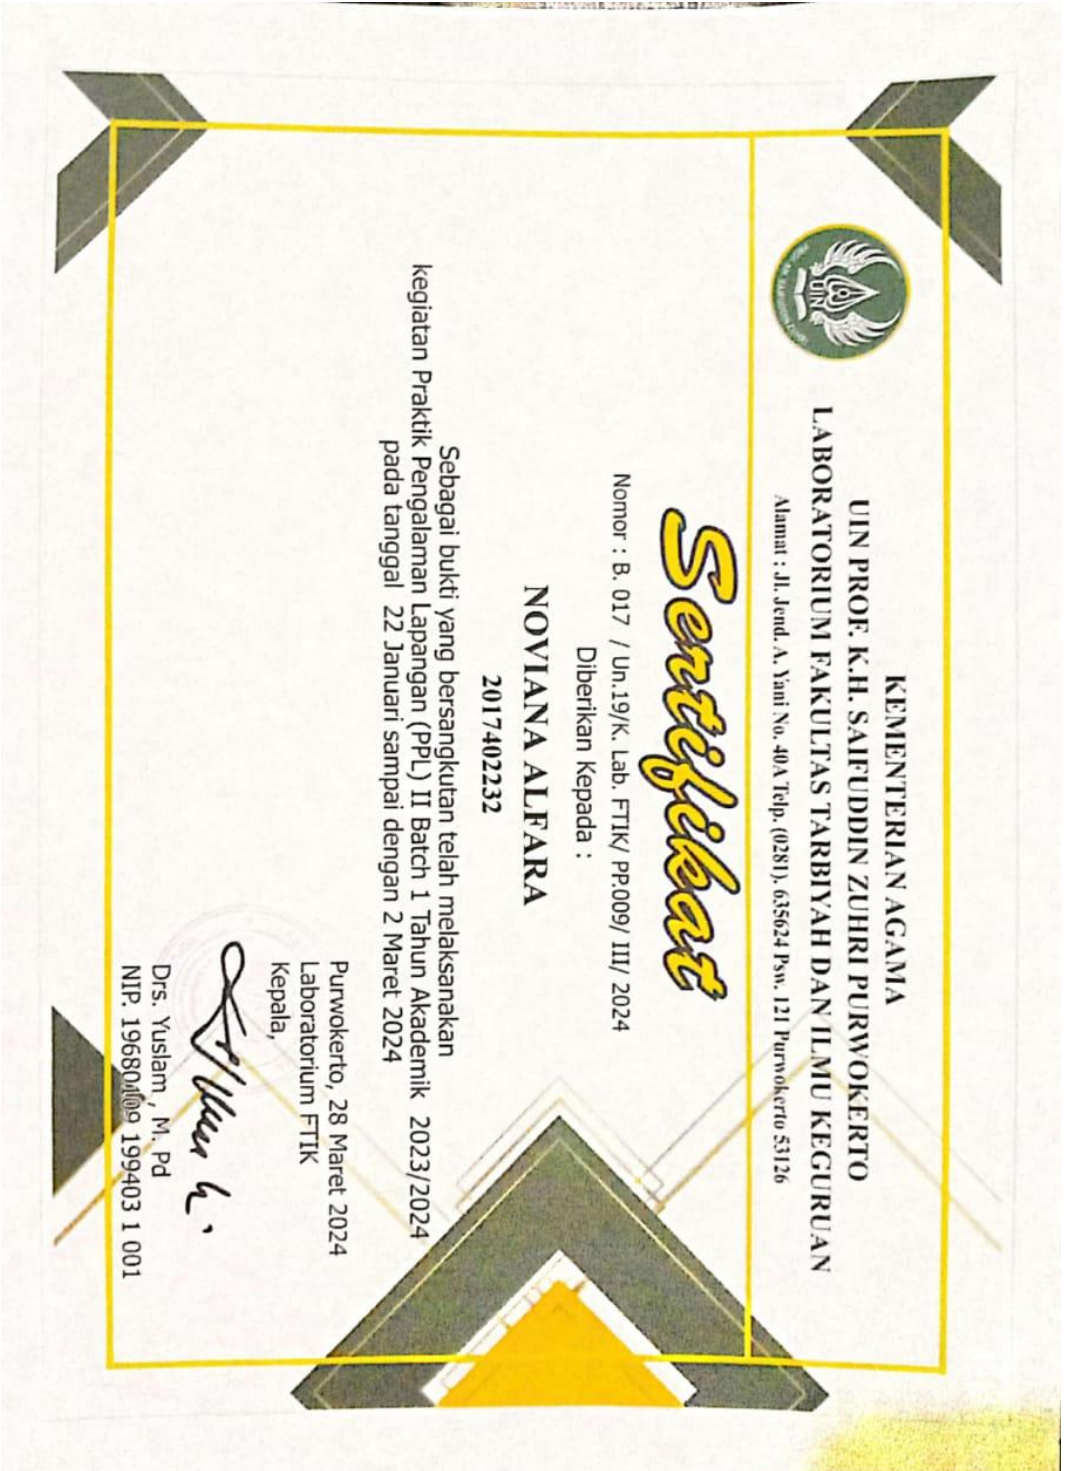 KEMENTERIAN AGAMA
UIN PROF. K.H. SAIFUDDIN ZUHRI PURWOKERTO
LABORATORIUM FAKULTAS TARBIYAH DAN ILMU KEGURUAN
Alamat : Jl. Jend. A. Yani No. 40A Telp. (0281). 635624 Psw. 121 Purwokerto 53126
UIN
Sertifikat
Nomor : B. 017 / Un.19/K. Lab. FTIK/ PP.009/ III/ 2024
Diberikan Kepada :
NOVIANA ALFARA
2017402232
Sebagai bukti yang bersangkutan telah melaksanakan
kegiatan Praktik Pengalaman Lapangan (PPL) II Batch 1 Tahun Akademik 2023/2024
pada tanggal 22 Januari sampai dengan 2 Maret 2024
Purwokerto, 28 Maret 2024
Laboratorium FTIK
Kepala,
Drs. Yuslam , M. Pd
NIP. 19680109 199403 1 001